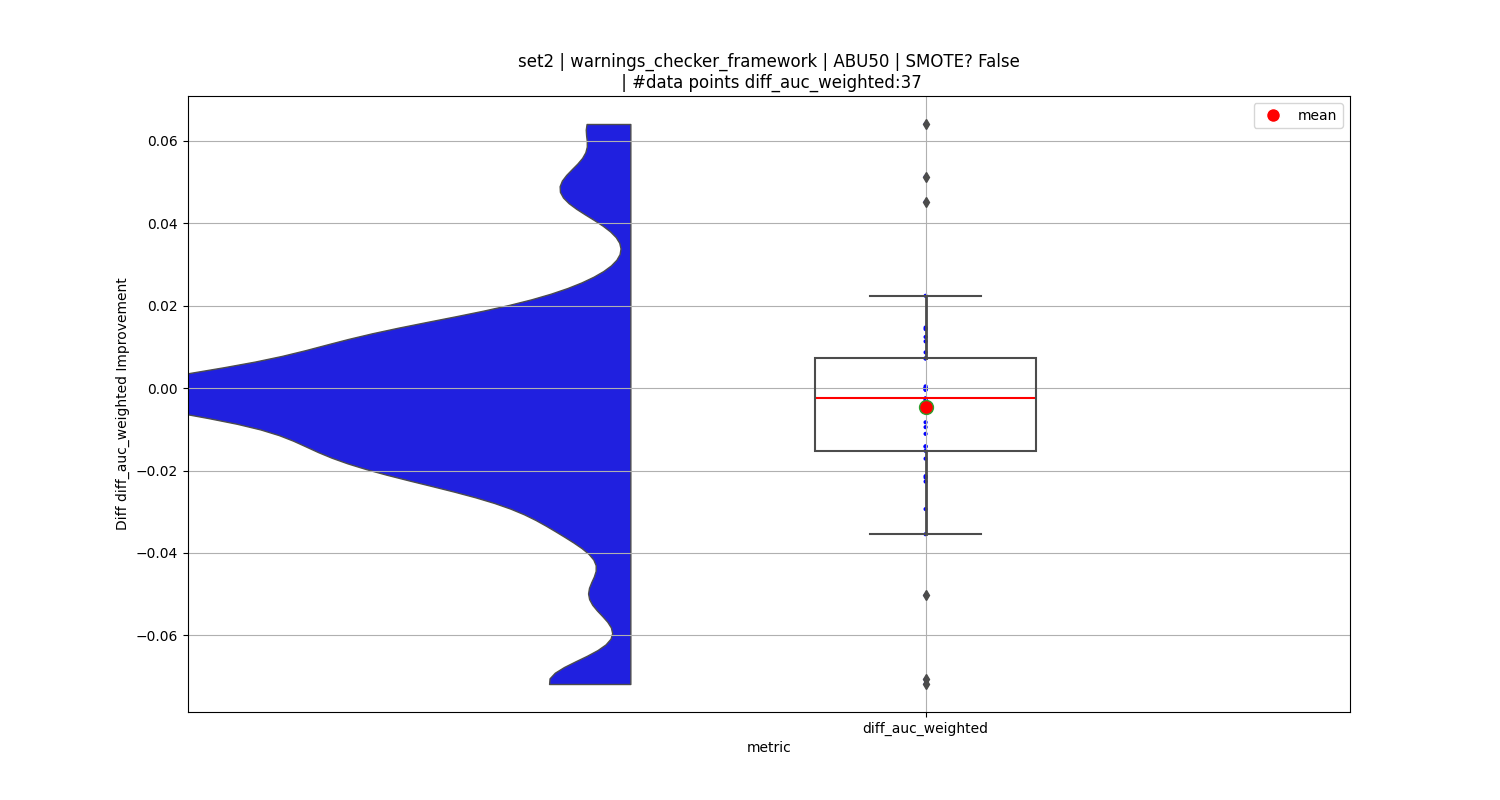 set2 | warnings_checker_framework | ABU50 | SMOTE? False
| #data points diff_auc_weighted:37
mean
0.06
0.04
0.02
0.00
−0.02
−0.04
−0.06
Diff diff_auc_weighted Improvement
diff_auc_weighted
metric